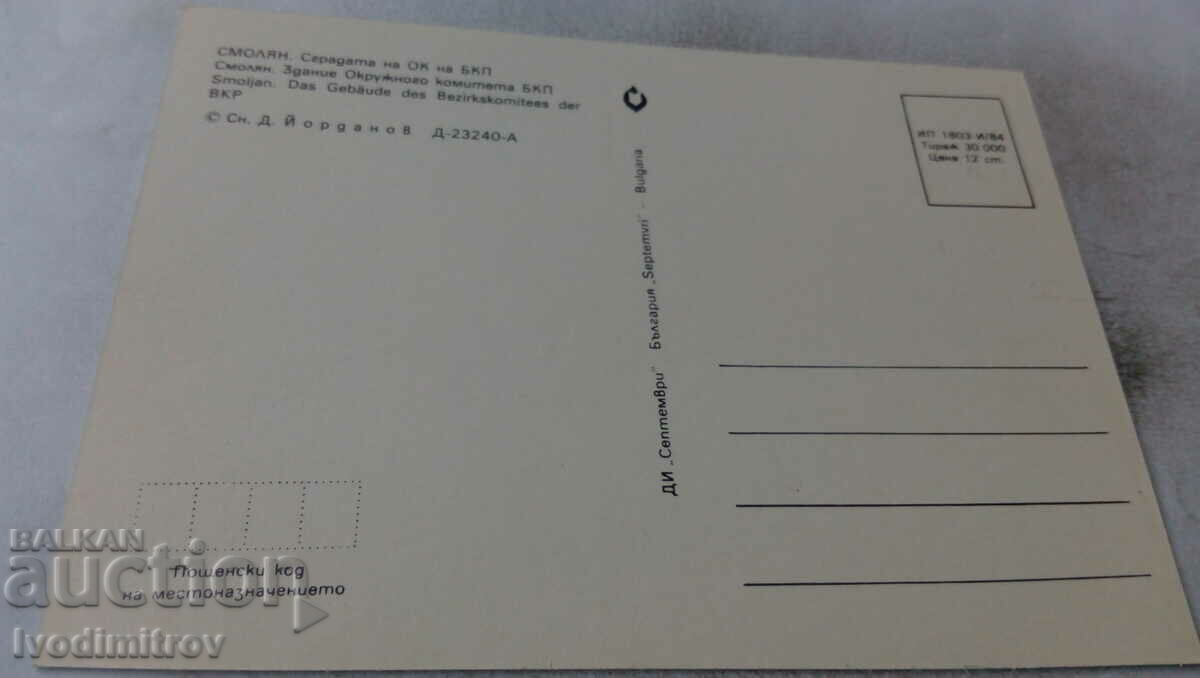 СМОЛЯН. Сградата на ОК на БКП
Смолян. Здание Окружного комитета БКП
Smoljan. Das Gebäude des Bezirkskomitees der
BKP
© Сн. Д. Йорданов Д-23240-А
ИП 1803-И/84
Тираж 30 000
Цена 12 ст.
ДИ „Септември" България „Septemvri" - Bulgaria
Пощенски код
на местоназначението
BALKAN
auction
Ivodimitrov